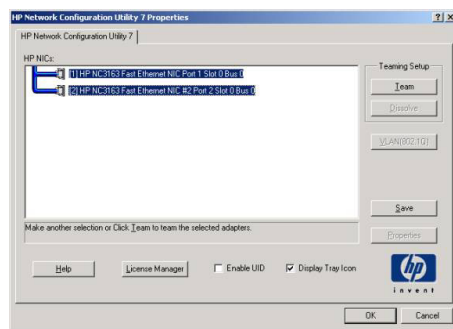 HP Network Configuration Utility 7 Properties
? X
HP Network Configuration Utility 7
HP NICs:
[1] HP NC3163 Fast Ethernet NIC Port 1 Slot 0 Bus 0
[2] HP NC3163 Fast Ethernet NIC #2 Port 2 Slot 0 Bus 0
Teaming Setup
Team
Dissolve
VLAN(802.1Q)
Save
Make another selection or Click Team to team the selected adapters.
Properties
Help
License Manager
Enable UID
Display Tray Icon
hp
invent
OK
Cancel